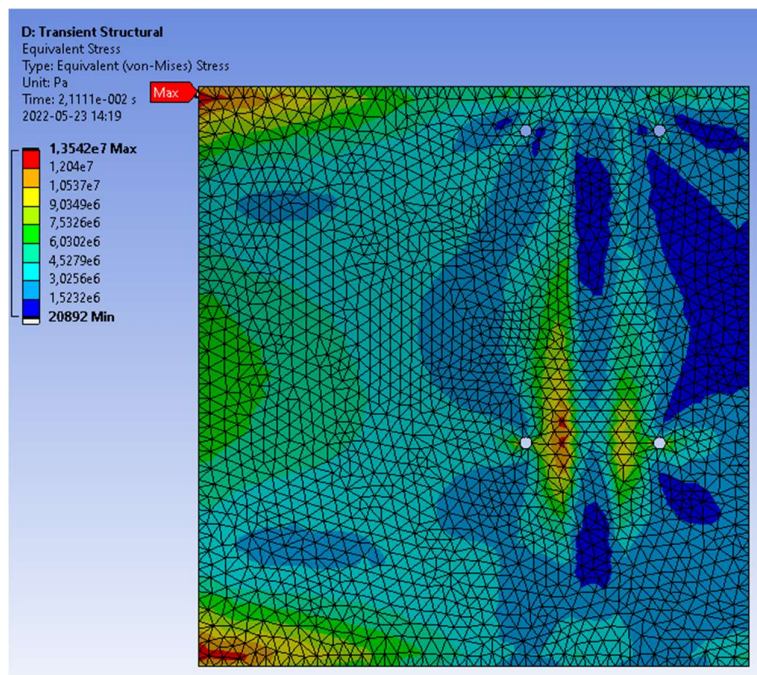 D: Transient Structural
Equivalent Stress
Type: Equivalent (von-Mises) Stress
Unit: Pa
Time: 2,1111e-002 s
2022-05-23 14:19
Max
1,3542e7 Max
1,204e7
1,0537e7
9,0349e6
7,5326e6
6,0302e6
4,5279e6
3,0256e6
1,5232e6
20892 Min